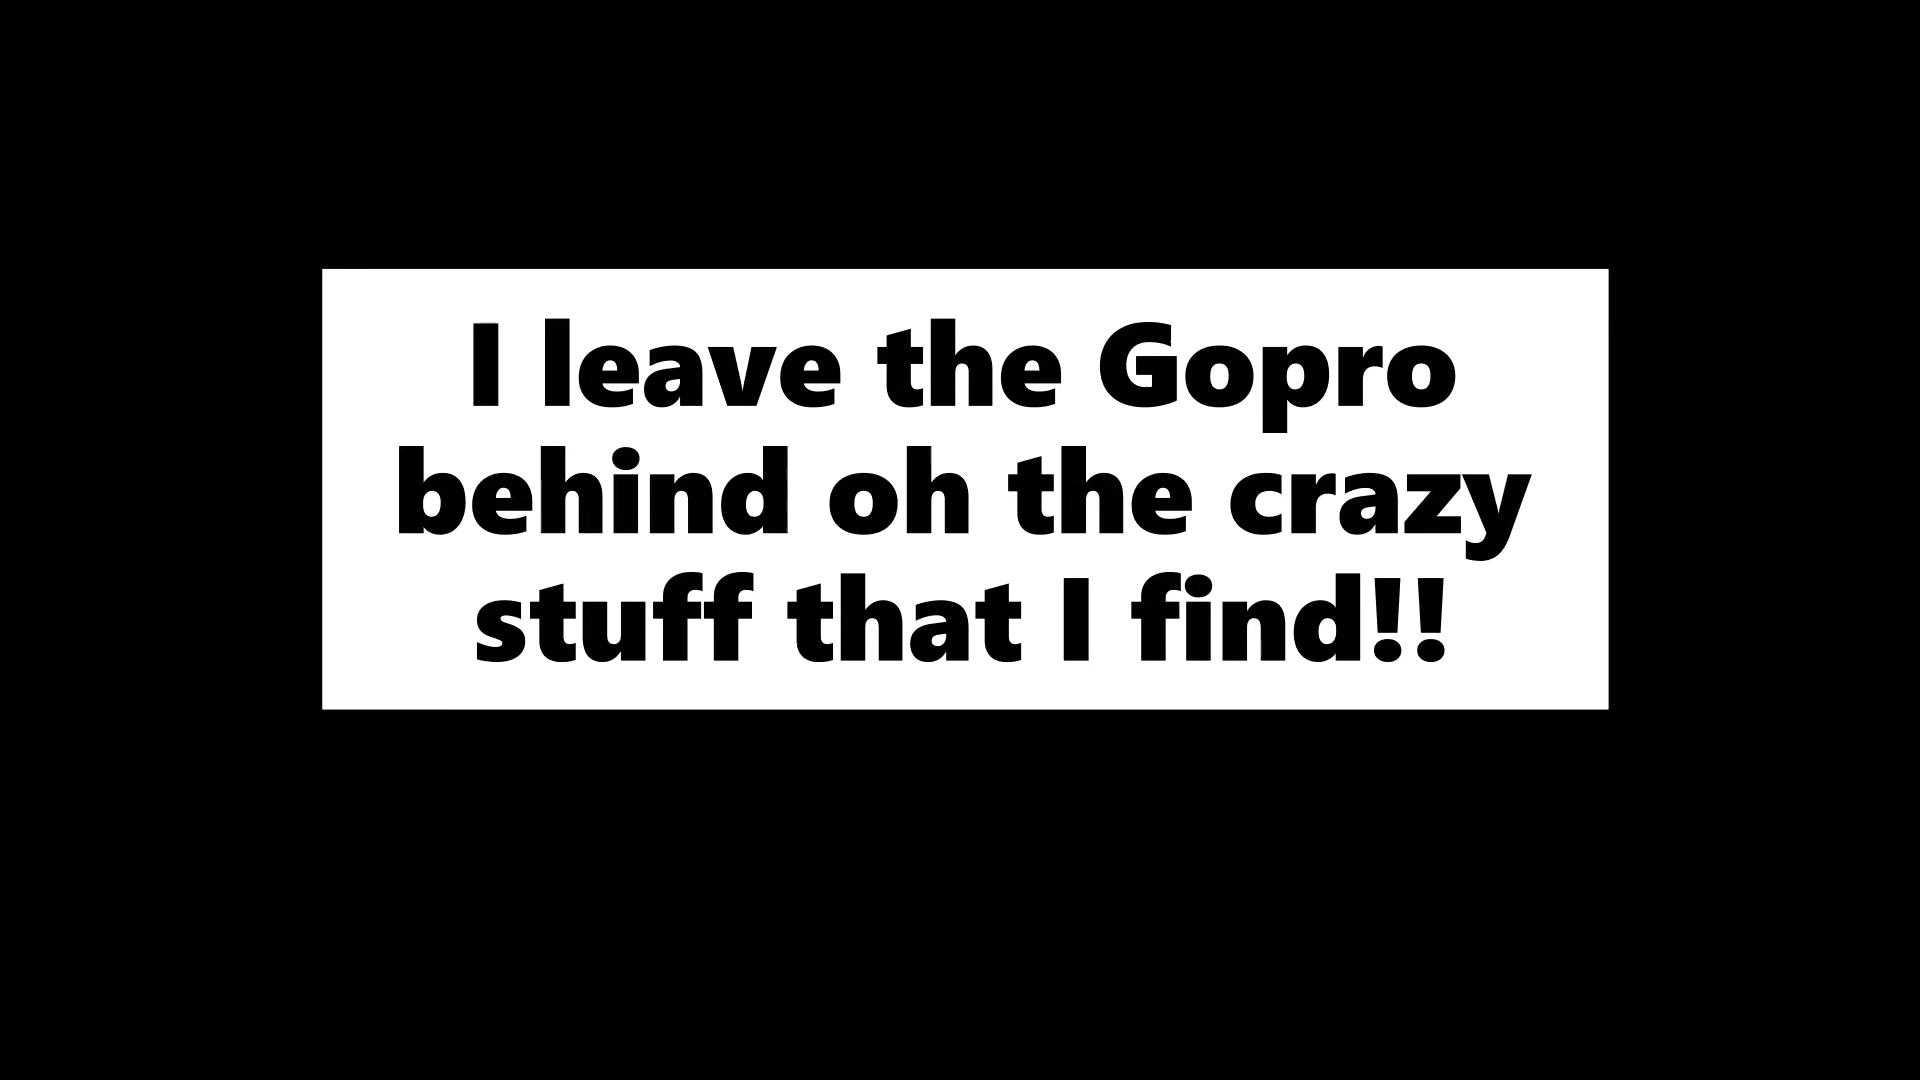 I leave the Gopro
behind oh the crazy
stuff that I find!!